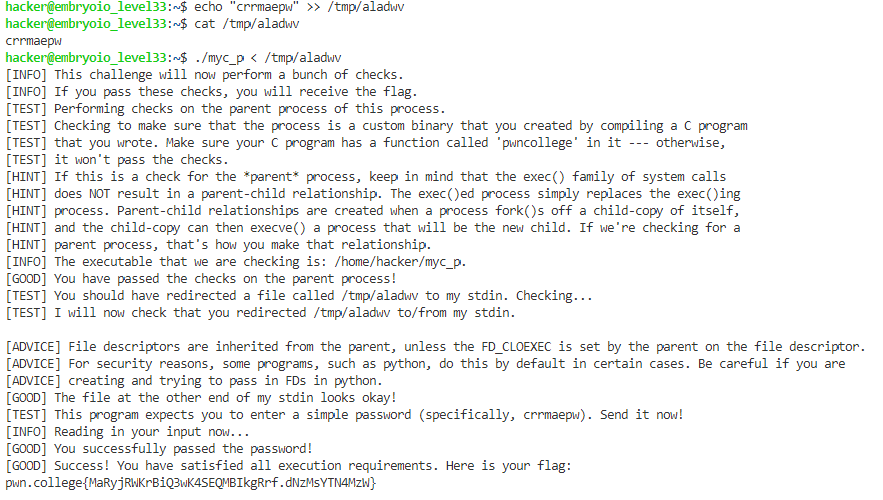 hacker@embryoio_level33:~$ echo "crrmaepw" >> /tmp/aladwv
hacker@embryoio_level33:~$ cat /tmp/aladwv
crrmaepw
hacker@embryoio_level33:~$ ./myc_p < /tmp/aladwv
[INFO] This challenge will now perform a bunch of checks.
[INFO] If you pass these checks, you will receive the flag.
[TEST] Performing checks on the parent process of this process.
[TEST] Checking to make sure that the process is a custom binary that you created by compiling a C program
[TEST] that you wrote. Make sure your C program has a function called 'pwncollege' in it --- otherwise,
[TEST] it won't pass the checks.
[HINT] If this is a check for the *parent* process, keep in mind that the exec() family of system calls
[HINT] does NOT result in a parent-child relationship. The exec()ed process simply replaces the exec()ing
[HINT] process. Parent-child relationships are created when a process fork()s off a child-copy of itself,
[HINT] and the child-copy can then execve() a process that will be the new child. If we're checking for a
[HINT] parent process, that's how you make that relationship.
[INFO] The executable that we are checking is: /home/hacker/myc_p.
[GOOD] You have passed the checks on the parent process!
[TEST] You should have redirected a file called /tmp/aladwv to my stdin. Checking...
[TEST] I will now check that you redirected /tmp/aladwv to/from my stdin.
[ADVICE] File descriptors are inherited from the parent, unless the FD_CLOEXEC is set by the parent on the file descriptor.
[ADVICE] For security reasons, some programs, such as python, do this by default in certain cases. Be careful if you are
[ADVICE] creating and trying to pass in FDs in python.
[GOOD] The file at the other end of my stdin looks okay!
[TEST] This program expects you to enter a simple password (specifically, crrmaepw). Send it now!
[INFO] Reading in your input now...
[GOOD] You successfully passed the password!
[GOOD] Success! You have satisfied all execution requirements. Here is your flag:
pwn.college{MaRyjRWKrBiQ3wK4SEQMBIkgRrf.dNzMsYTN4MzW}